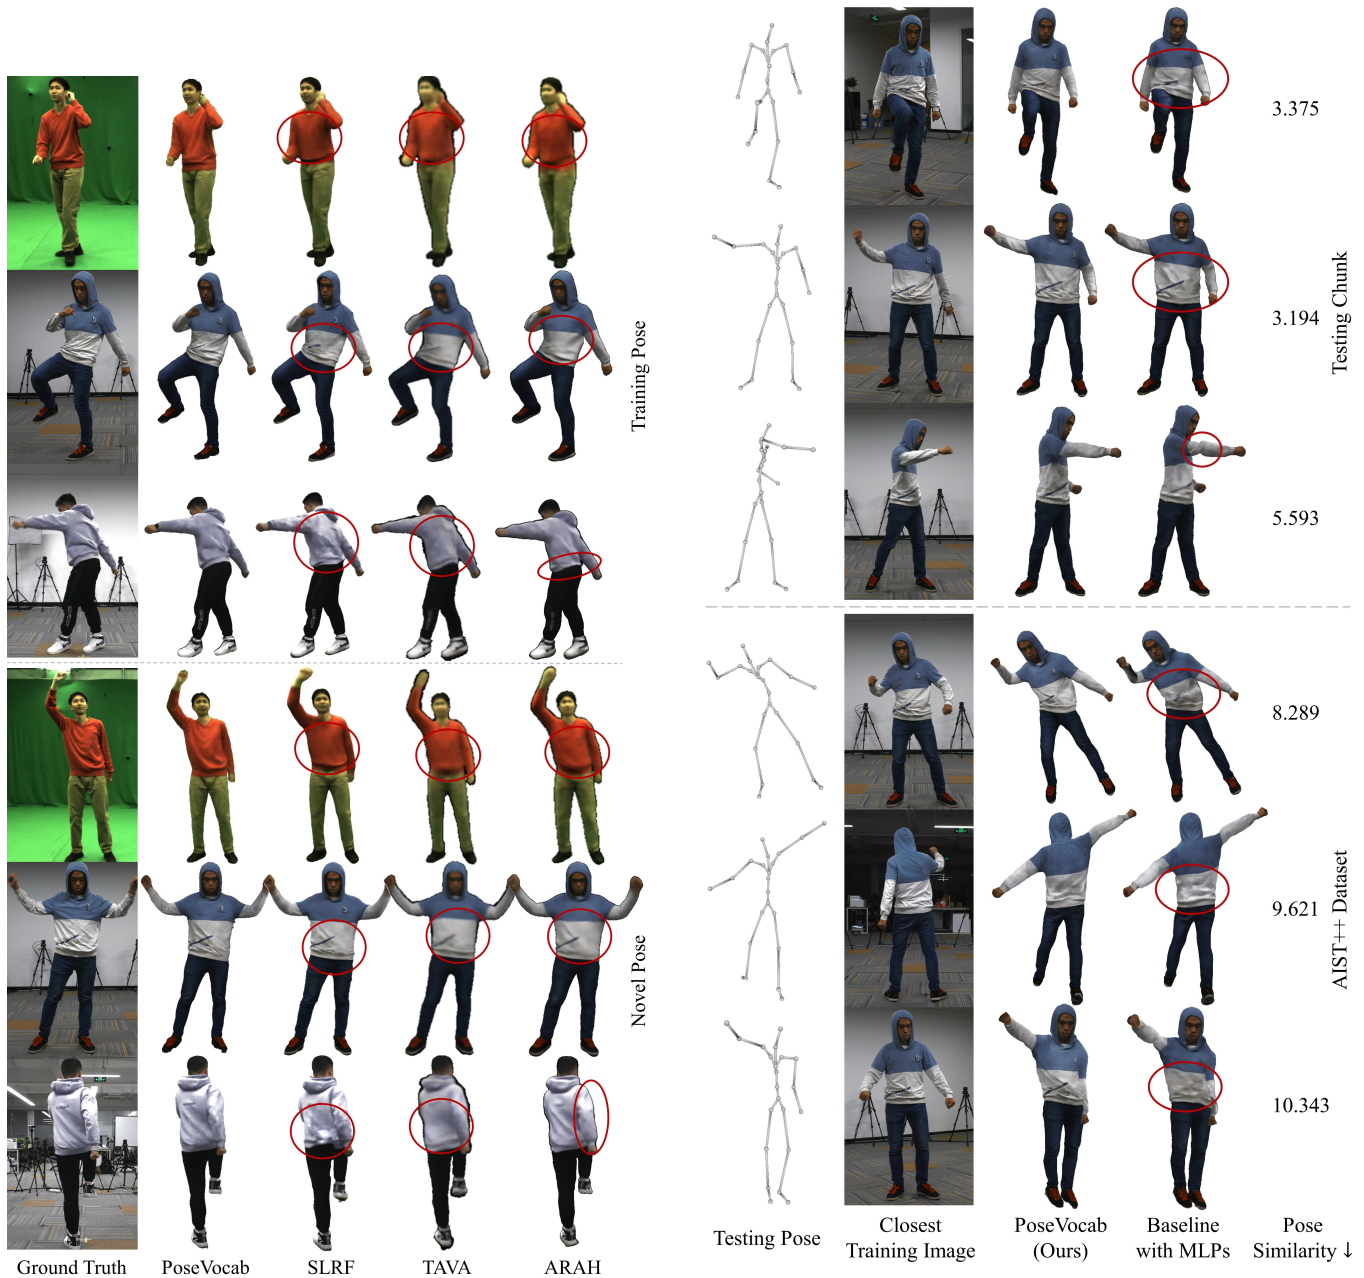 Training Pose
Novel Pose
Ground Truth
PoseVocab
SLRF
TAVA
ARAH
3.375
3.194
5.593
Testing Chunk
8.289
9.621
10.343
AIST++ Dataset
Testing Pose
Closest
Training Image
PoseVocab
(Ours)
Baseline
with MLPs
Pose
Similarity ↓